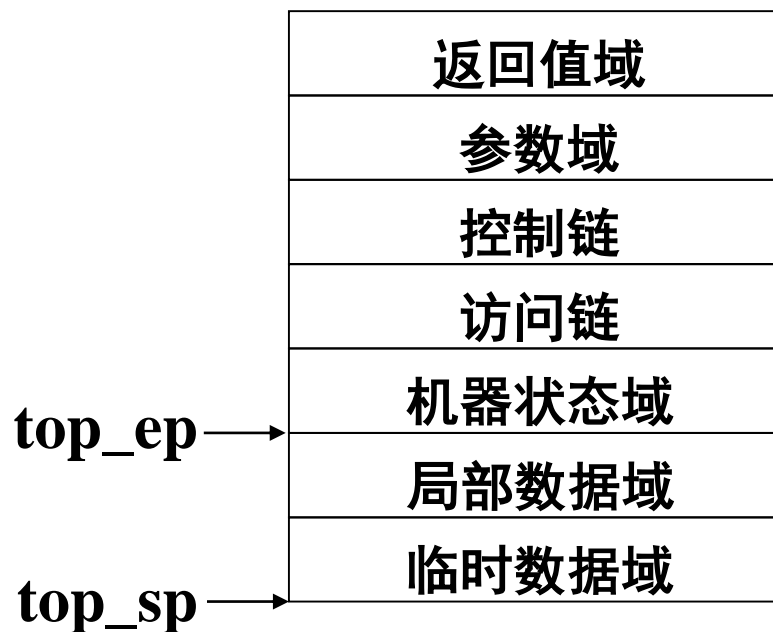 返回值域
参数域
控制链
访问链
机器状态域
top_ep
局部数据域
临时数据域
top_sp